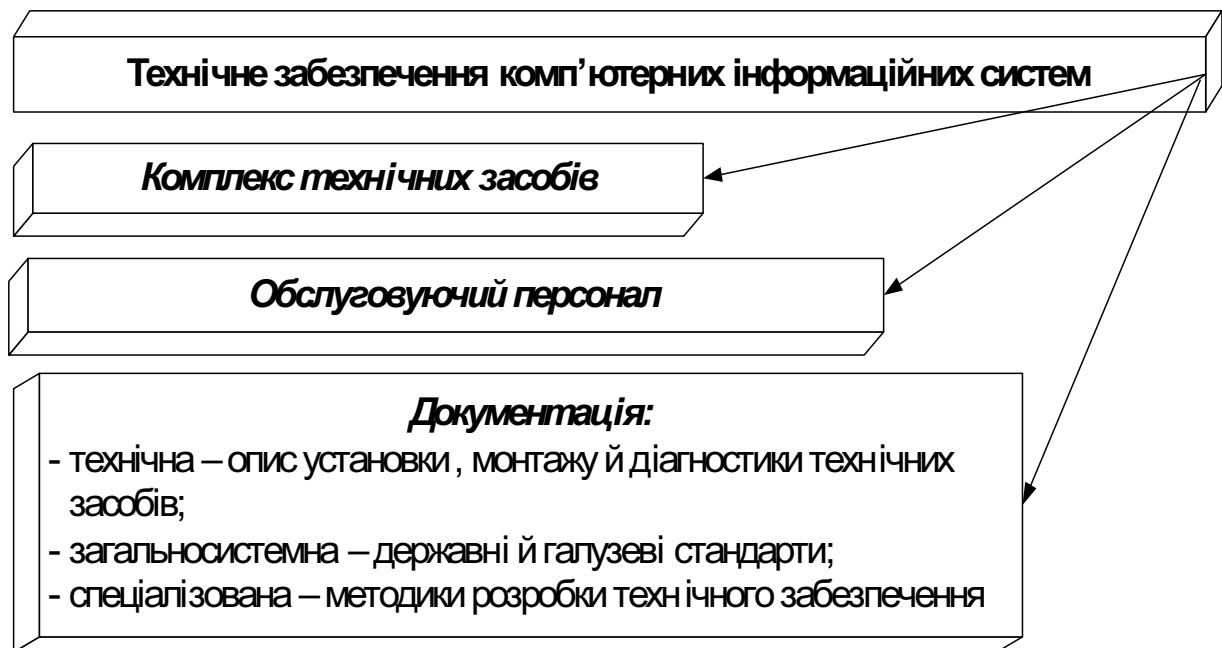 Технічне забезпечення комп’ютерних інформаційних систем
Комплекс технічних засобів
Обслуговуючий персонал
Документація:
- технічна – опис установки, монтажу й діагностики технічних
засобів;
- загальносистемна – державні й галузеві стандарти;
- спеціалізована – методики розробки технічного забезпечення